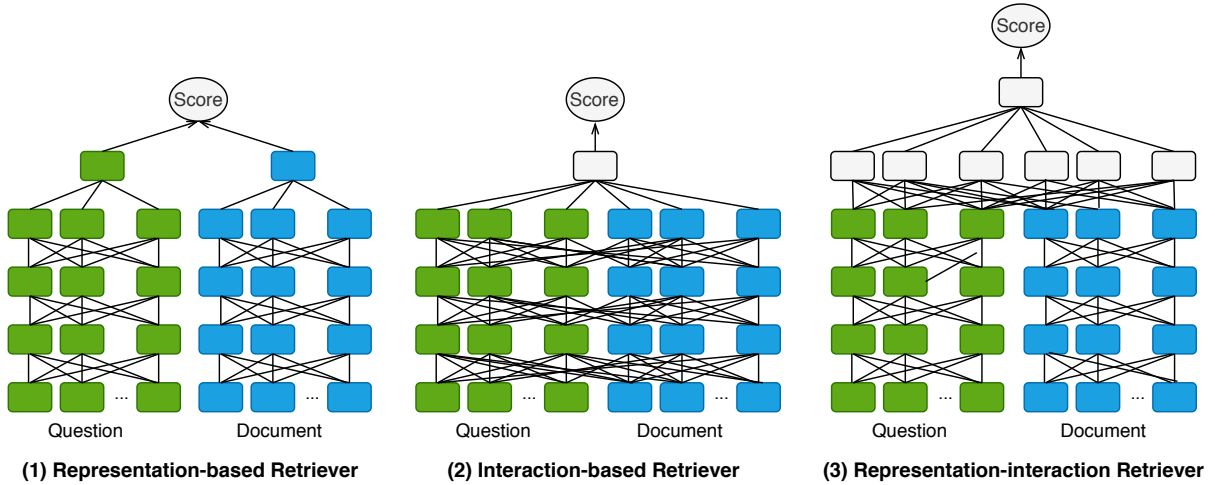 Score
... ...
Question Document
(1) Representation-based Retriever
Score
... ...
Question Document
(2) Interaction-based Retriever
Score
... ...
Question Document
(3) Representation-interaction Retriever